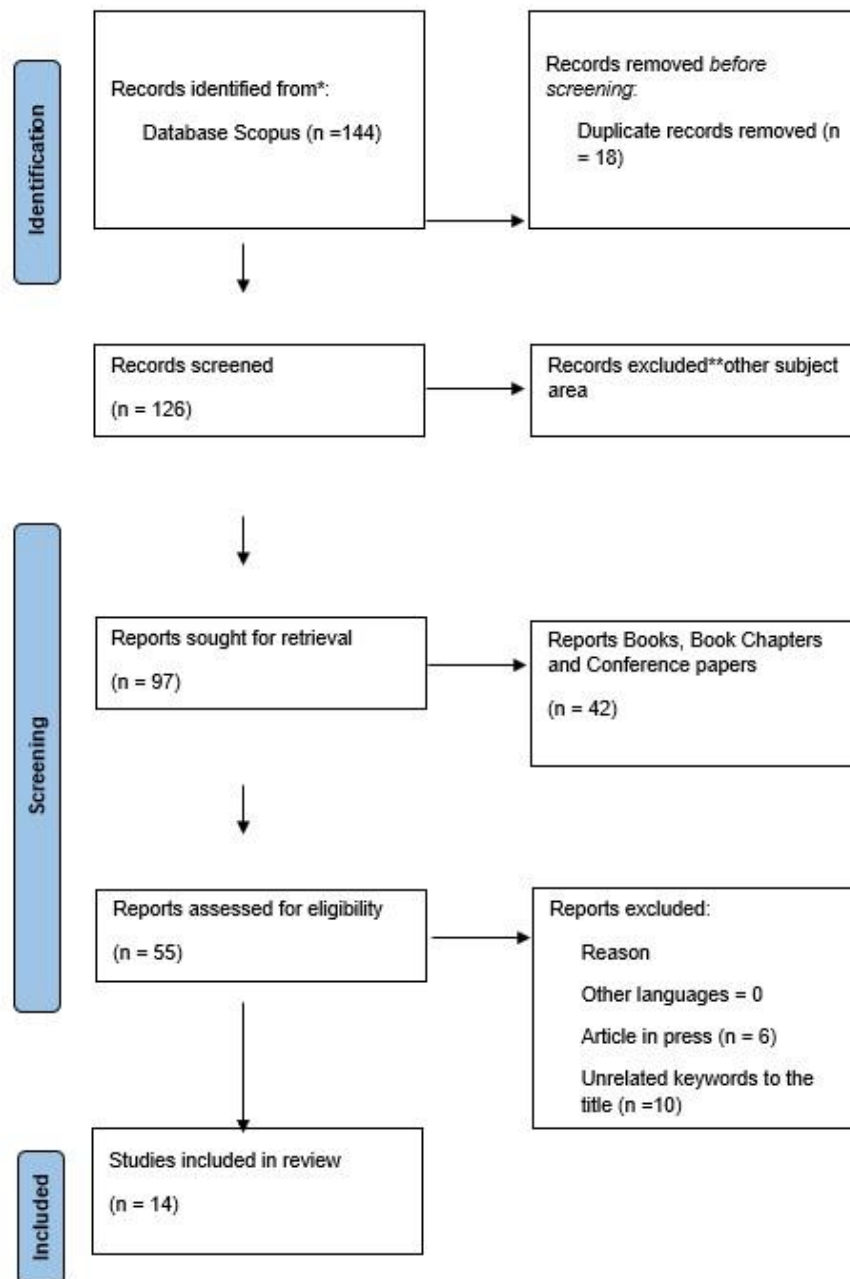 Identification
Records identified from*:
Database Scopus (n =144)
Records removed before
screening:
Duplicate records removed (n
= 18)
Records screened
(n = 126)
Records excluded**other subject
area
Screening
Reports sought for retrieval
(n = 97)
Reports Books, Book Chapters
and Conference papers
(n = 42)
Reports assessed for eligibility
(n = 55)
Reports excluded:
Reason
Other languages = 0
Article in press (n = 6)
Unrelated keywords to the
title (n =10)
Included
Studies included in review
(n = 14)